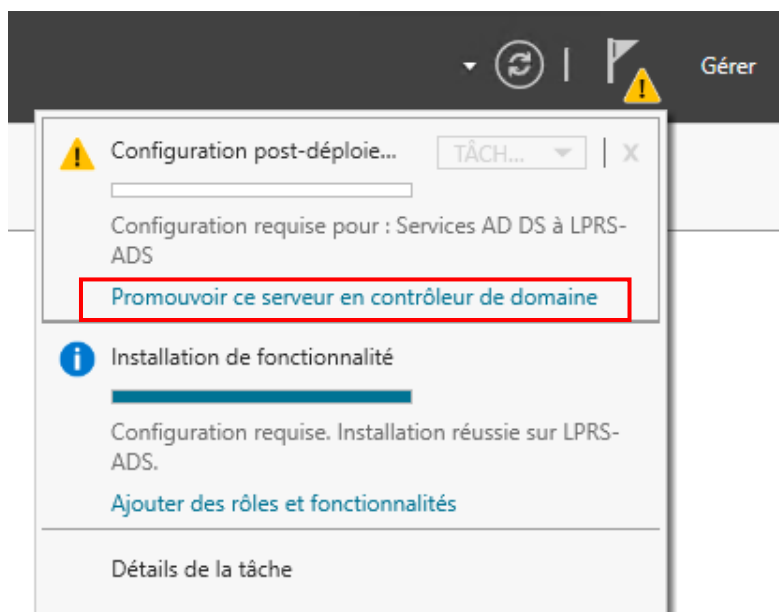 Gérer
Configuration post-déploie...
TÂCH...
X
Configuration requise pour : Services AD DS à LPRS-
ADS
Promouvoir ce serveur en contrôleur de domaine
Installation de fonctionnalité
Configuration requise. Installation réussie sur LPRS-
ADS.
Ajouter des rôles et fonctionnalités
Détails de la tâche